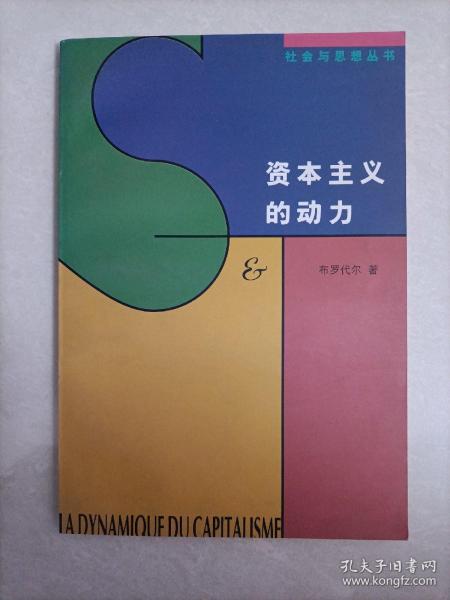 社会与思想丛书
资本主义
的动力
&
布罗代尔 著
LA DYNAMIQUE DU CAPITALISME
孔夫子旧书网
www.kongfz.com